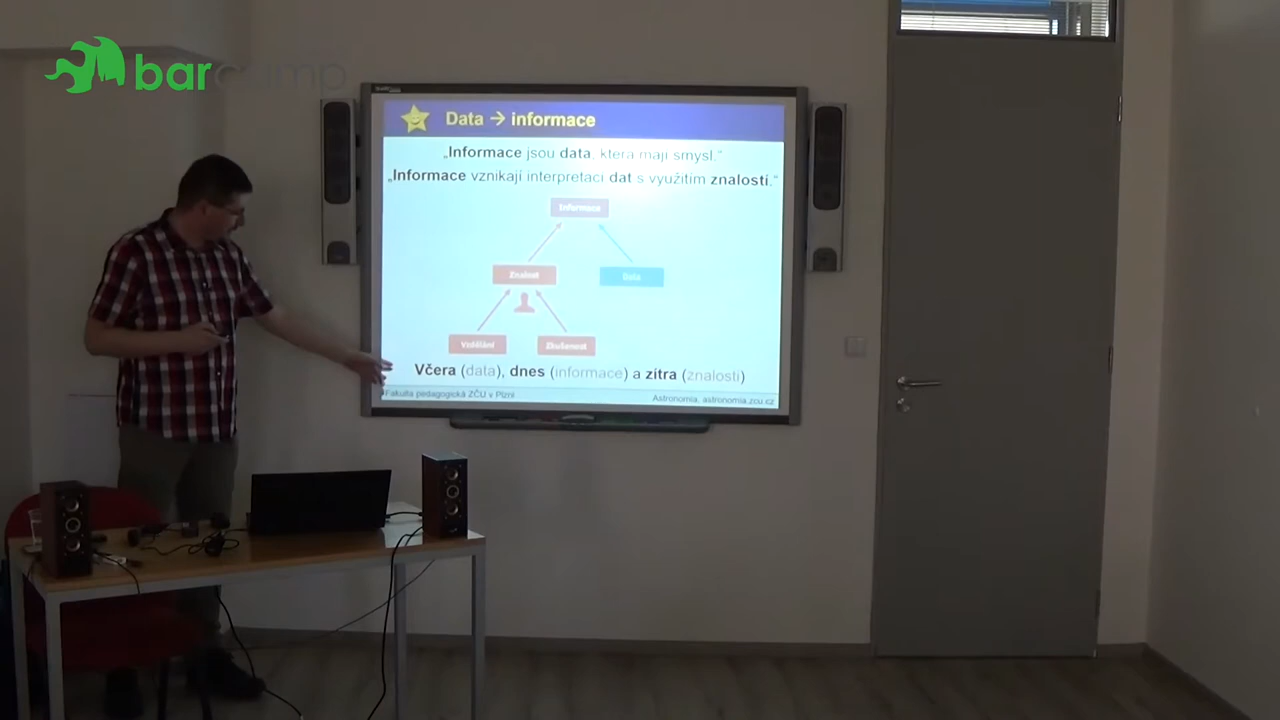 barcamp
Data → informace
„Informace jsou data, která mají smysl.“
„Informace vznikají interpretací dat s využitím znalostí.“
Informace
Znalost
Data
Vzdělání
Zkušenost
Včera (data), dnes (informace) a zítra (znalosti)
Fakulta pedagogická ZČU v Plzni
Astronomia, astronomia.zcu.cz